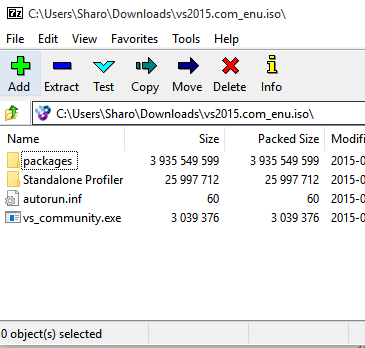 7z C:\Users\Sharo\Downloads\vs2015.com_enu.iso\
File Edit View Favorites Tools Help
Add Extract Test Copy Move Delete Info
C:\Users\Sharo\Downloads\vs2015.com_enu.iso\
Name Size Packed Size Modifi
packages 3 935 549 599 3 935 549 599 2015-0
Standalone Profiler 25 997 712 25 997 712 2015-0
autorun.inf 60 60 2015-0
vs_community.exe 3 039 376 3 039 376 2015-0
0 object(s) selected